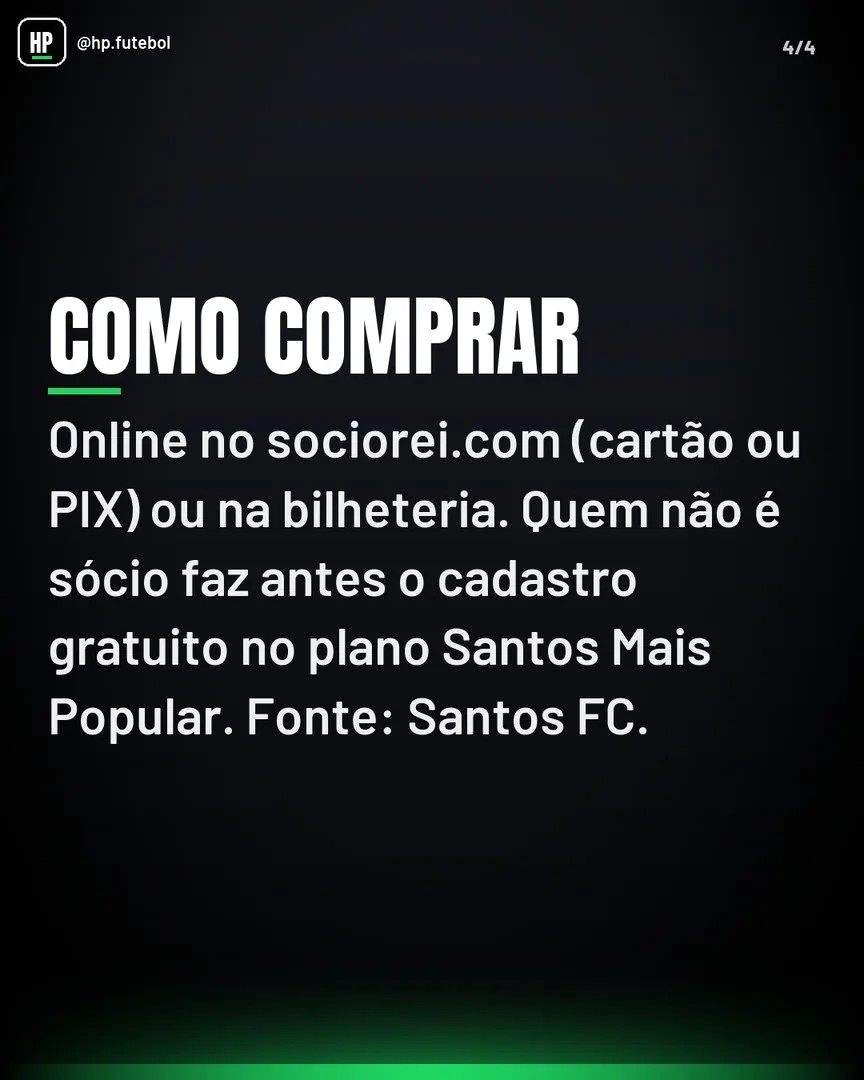 HP
@hp.futebol
4/4
COMO COMPRAR
Online no sociorei.com (cartão ou
PIX) ou na bilheteria. Quem não é
sócio faz antes o cadastro
gratuito no plano Santos Mais
Popular. Fonte: Santos FC.